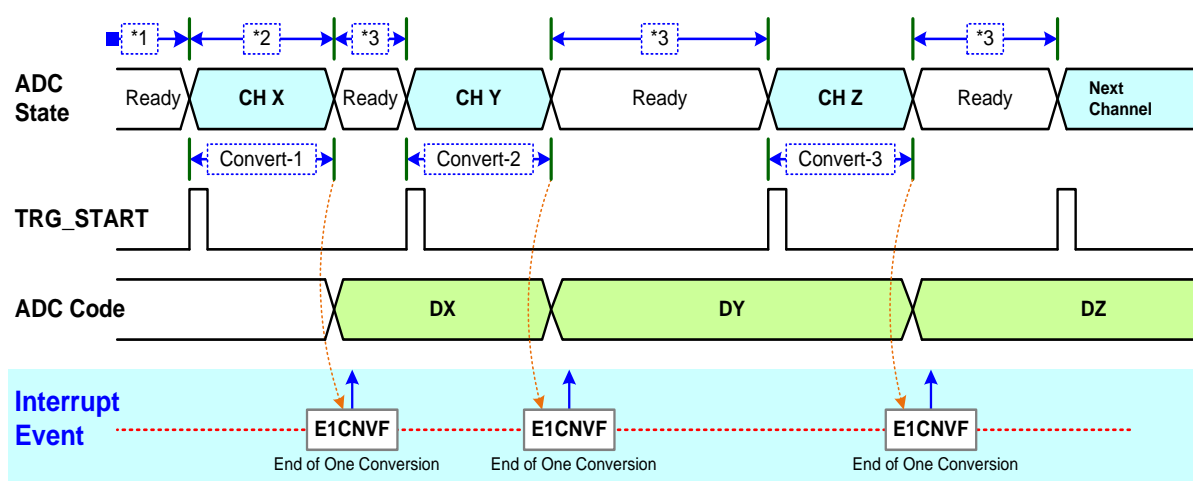 *1 *2 *3 *3 *3
ADC
State
Ready CH X Ready CH Y Ready CH Z Ready Next
Channel
Convert-1 Convert-2 Convert-3
TRG_START
ADC Code DX DY DZ
Interrupt
Event
E1CNVF E1CNVF E1CNVF
End of One Conversion End of One Conversion End of One Conversion